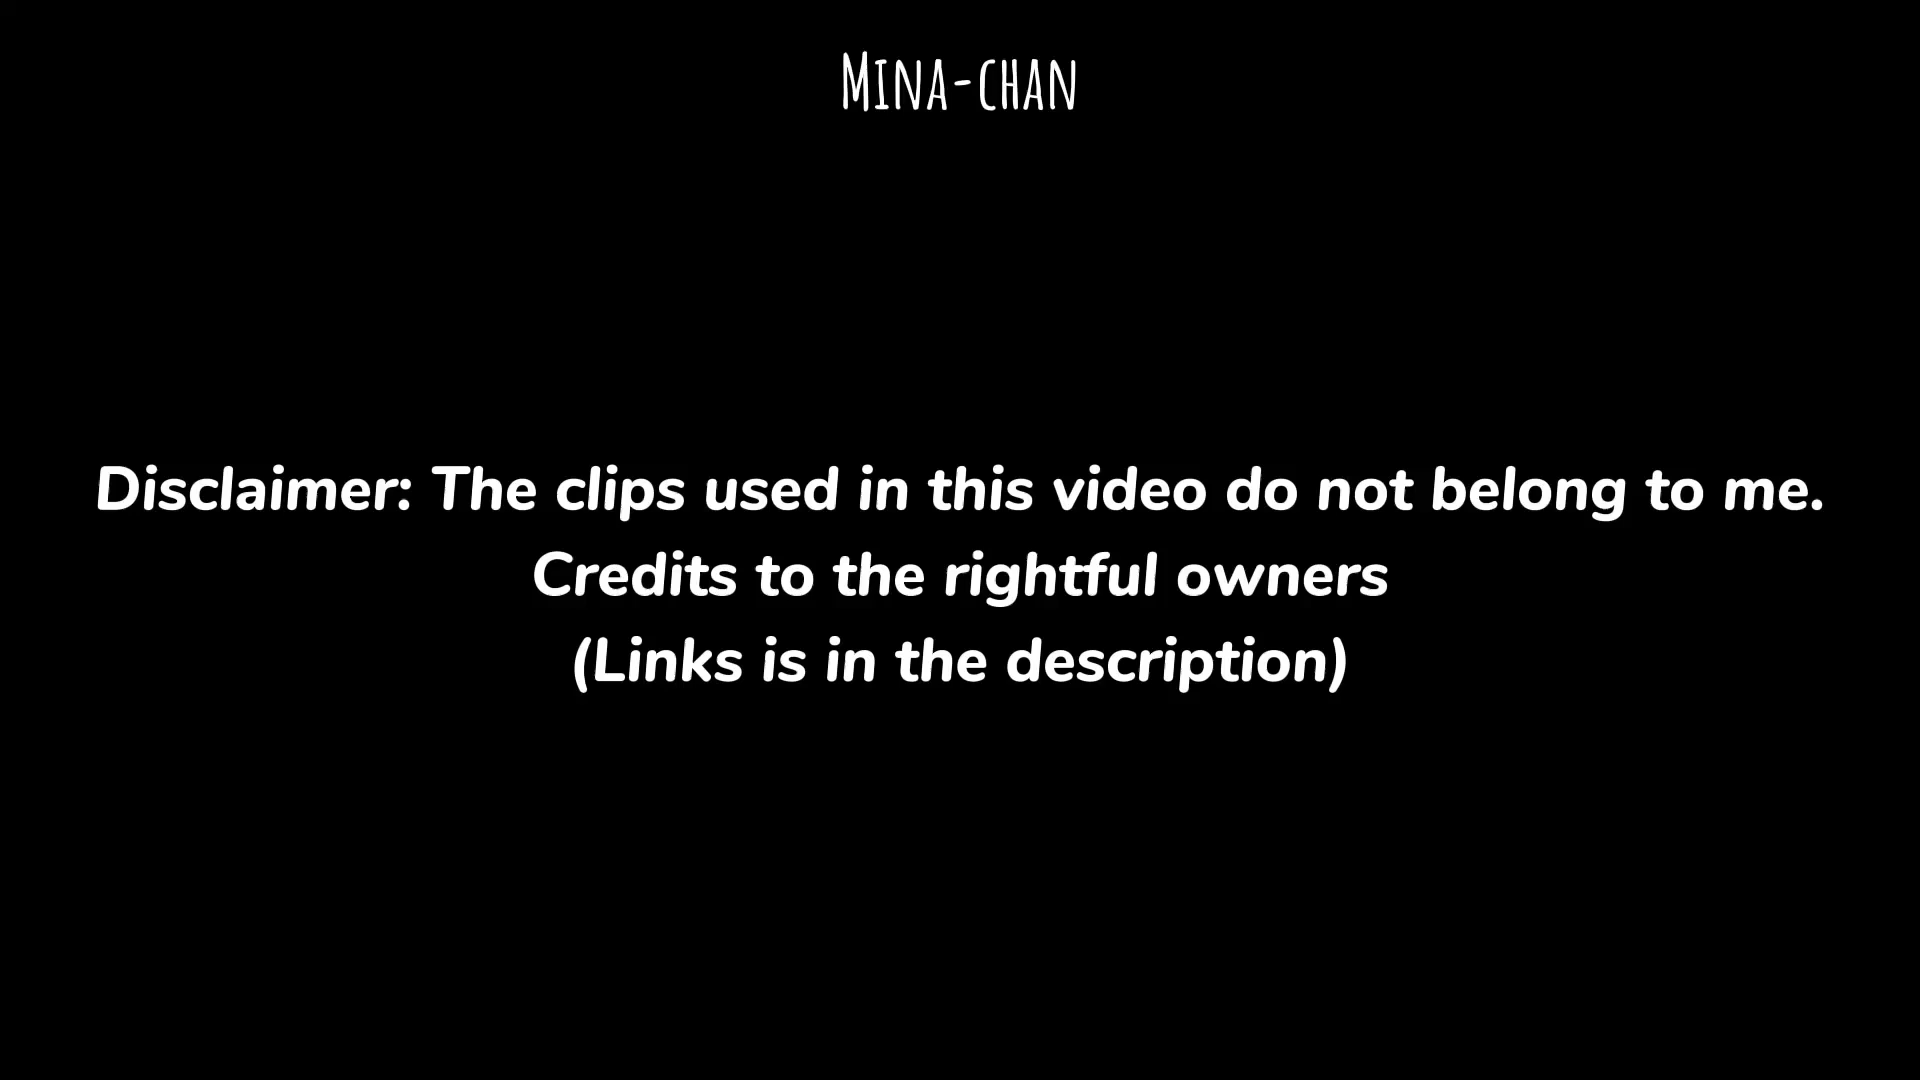 Mina-chan
Disclaimer: The clips used in this video do not belong to me.
Credits to the rightful owners
(Links is in the description)